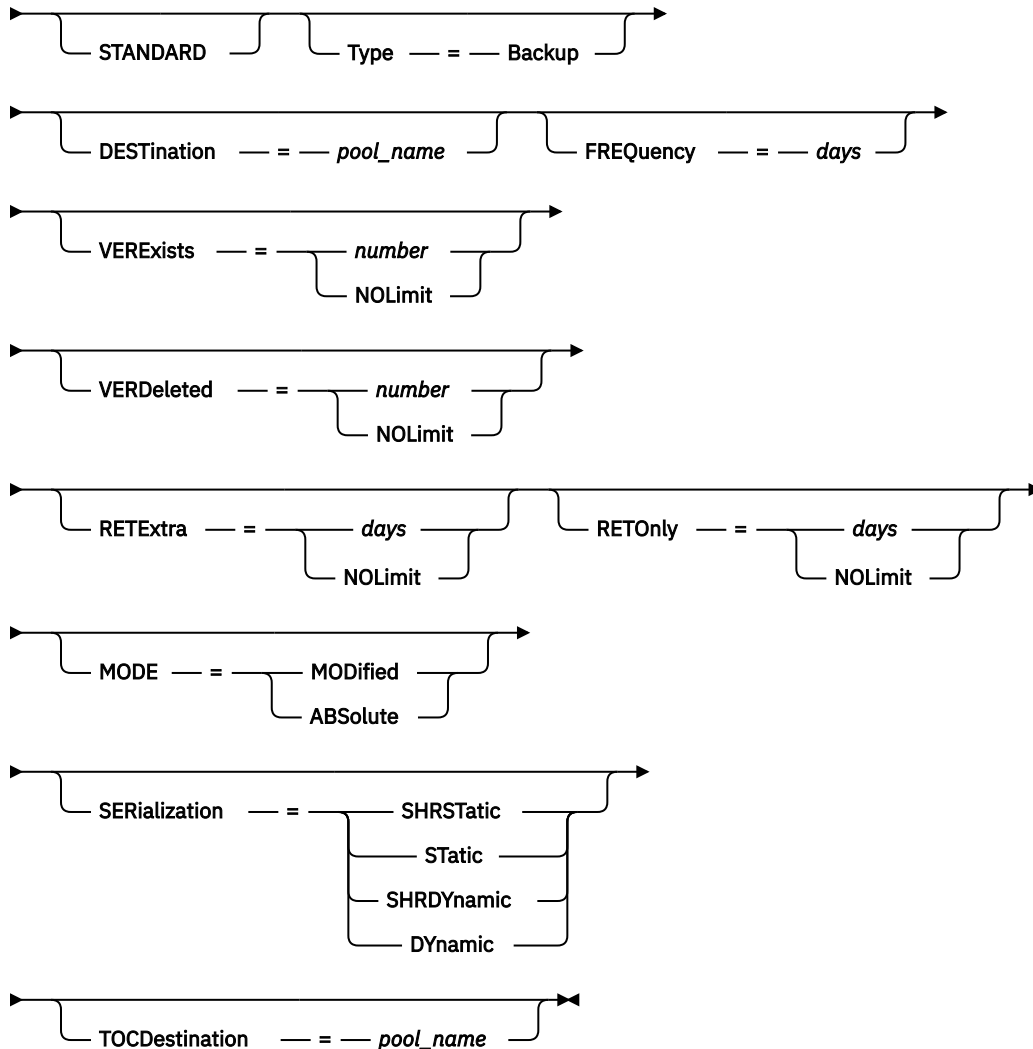 STANDARD Type = Backup
DESTination = pool_name FREQuency = days
VERExists = number
NOLimit
VERDeleted = number
NOLimit
RETExtra = days RETOnly = days
NOLimit NOLimit
MODE = MODified
ABSolute
SERialization = SHRSTatic
STatic
SHRDYnamic
DYnamic
TOCDestination = pool_name